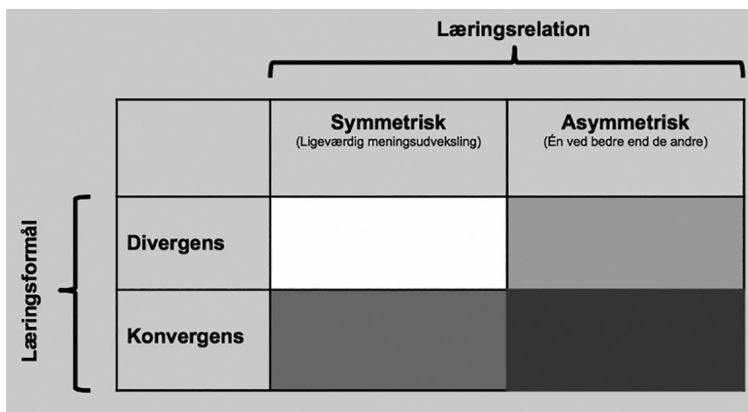 Læringsrelation
Symmetrisk
(Ligeværdig meningsudveksling)
Asymmetrisk
(Én ved bedre end de andre)
Læringsformål
Divergens
Konvergens